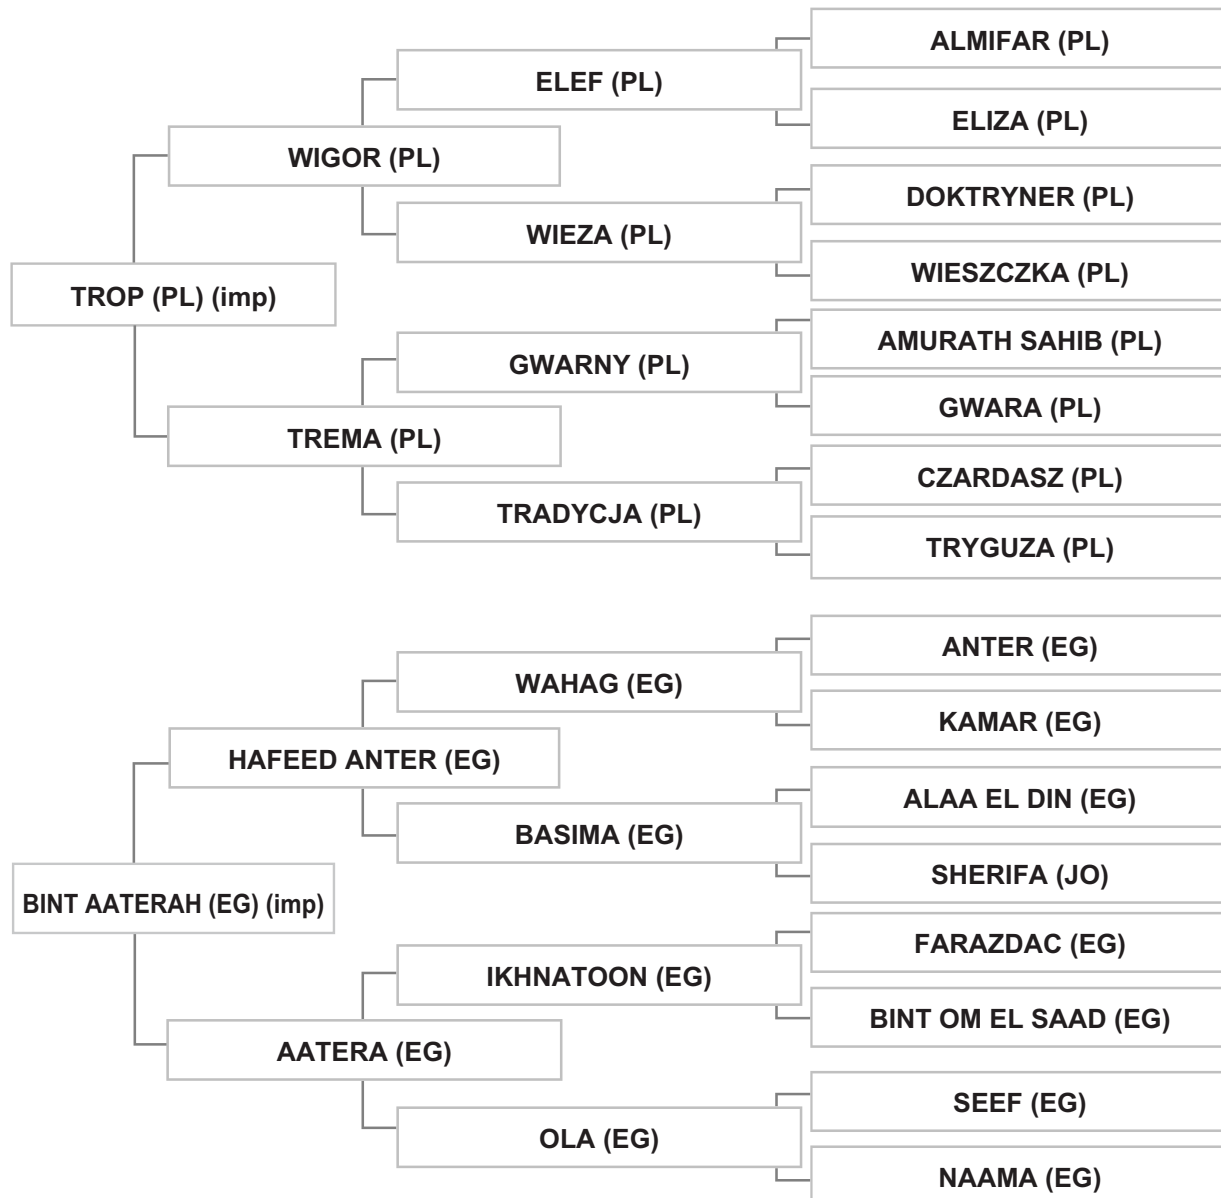 ALMIFAR (PL)
ELEF (PL)
ELIZA (PL)
WIGOR (PL)
DOKTRYNER (PL)
WIEZA (PL)
WIESZCZKA (PL)
TROP (PL) (imp)
AMURATH SAHIB (PL)
GWARNY (PL)
GWARA (PL)
TREMA (PL)
CZARDASZ (PL)
TRADYCJA (PL)
TRYGUZA (PL)
ANTER (EG)
WAHAG (EG)
KAMAR (EG)
HAFEED ANTER (EG)
ALAA EL DIN (EG)
BASIMA (EG)
SHERIFA (JO)
BINT AATERAH (EG) (imp)
FARAZDAC (EG)
IKHNATOON (EG)
BINT OM EL SAAD (EG)
AATERA (EG)
SEEF (EG)
OLA (EG)
NAAMA (EG)